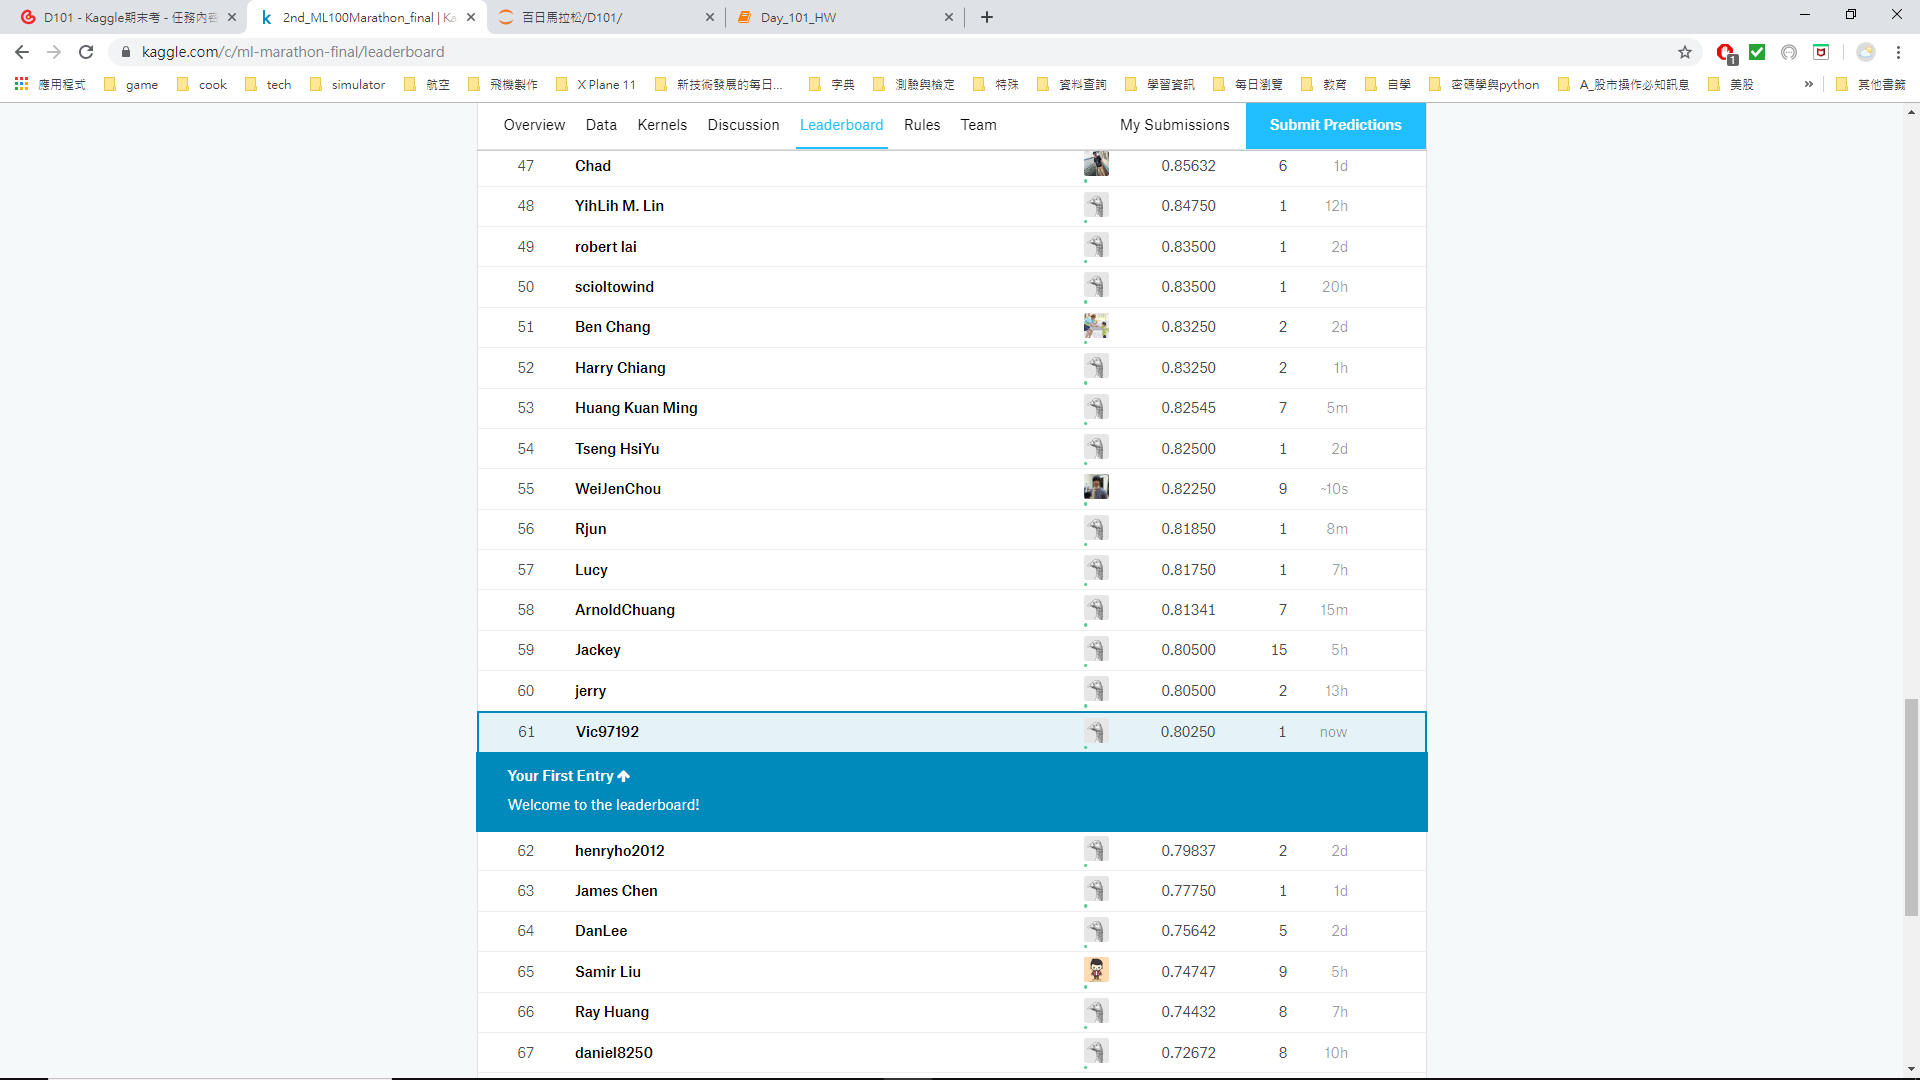 D101 - Kaggle期末考 - 任務內容
2nd_ML100Marathon_final | Ka
百日馬拉松/D101/
Day_101_HW
kaggle.com/c/ml-marathon-final/leaderboard
1
應用程式 game cook tech simulator 航空 飛機製作 X Plane 11 新技術發展的每日... 字典 測驗與檢定 特殊 資料查詢 學習資訊 每日瀏覽 教育 自學 密碼學與python A_股市操作必知訊息 美股 » 其他書籤
Overview Data Kernels Discussion Leaderboard Rules Team My Submissions Submit Predictions
47 Chad 0.85632 6 1d
48 YihLih M. Lin 0.84750 1 12h
49 robert lai 0.83500 1 2d
50 scioltowind 0.83500 1 20h
51 Ben Chang 0.83250 2 2d
52 Harry Chiang 0.83250 2 1h
53 Huang Kuan Ming 0.82545 7 5m
54 Tseng HsiYu 0.82500 1 2d
55 WeiJenChou 0.82250 9 ~10s
56 Rjun 0.81850 1 8m
57 Lucy 0.81750 1 7h
58 ArnoldChuang 0.81341 7 15m
59 Jackey 0.80500 15 5h
60 jerry 0.80500 2 13h
61 Vic97192 0.80250 1 now
Your First Entry
Welcome to the leaderboard!
62 henryho2012 0.79837 2 2d
63 James Chen 0.77750 1 1d
64 DanLee 0.75642 5 2d
65 Samir Liu 0.74747 9 5h
66 Ray Huang 0.74432 8 7h
67 daniel8250 0.72672 8 10h